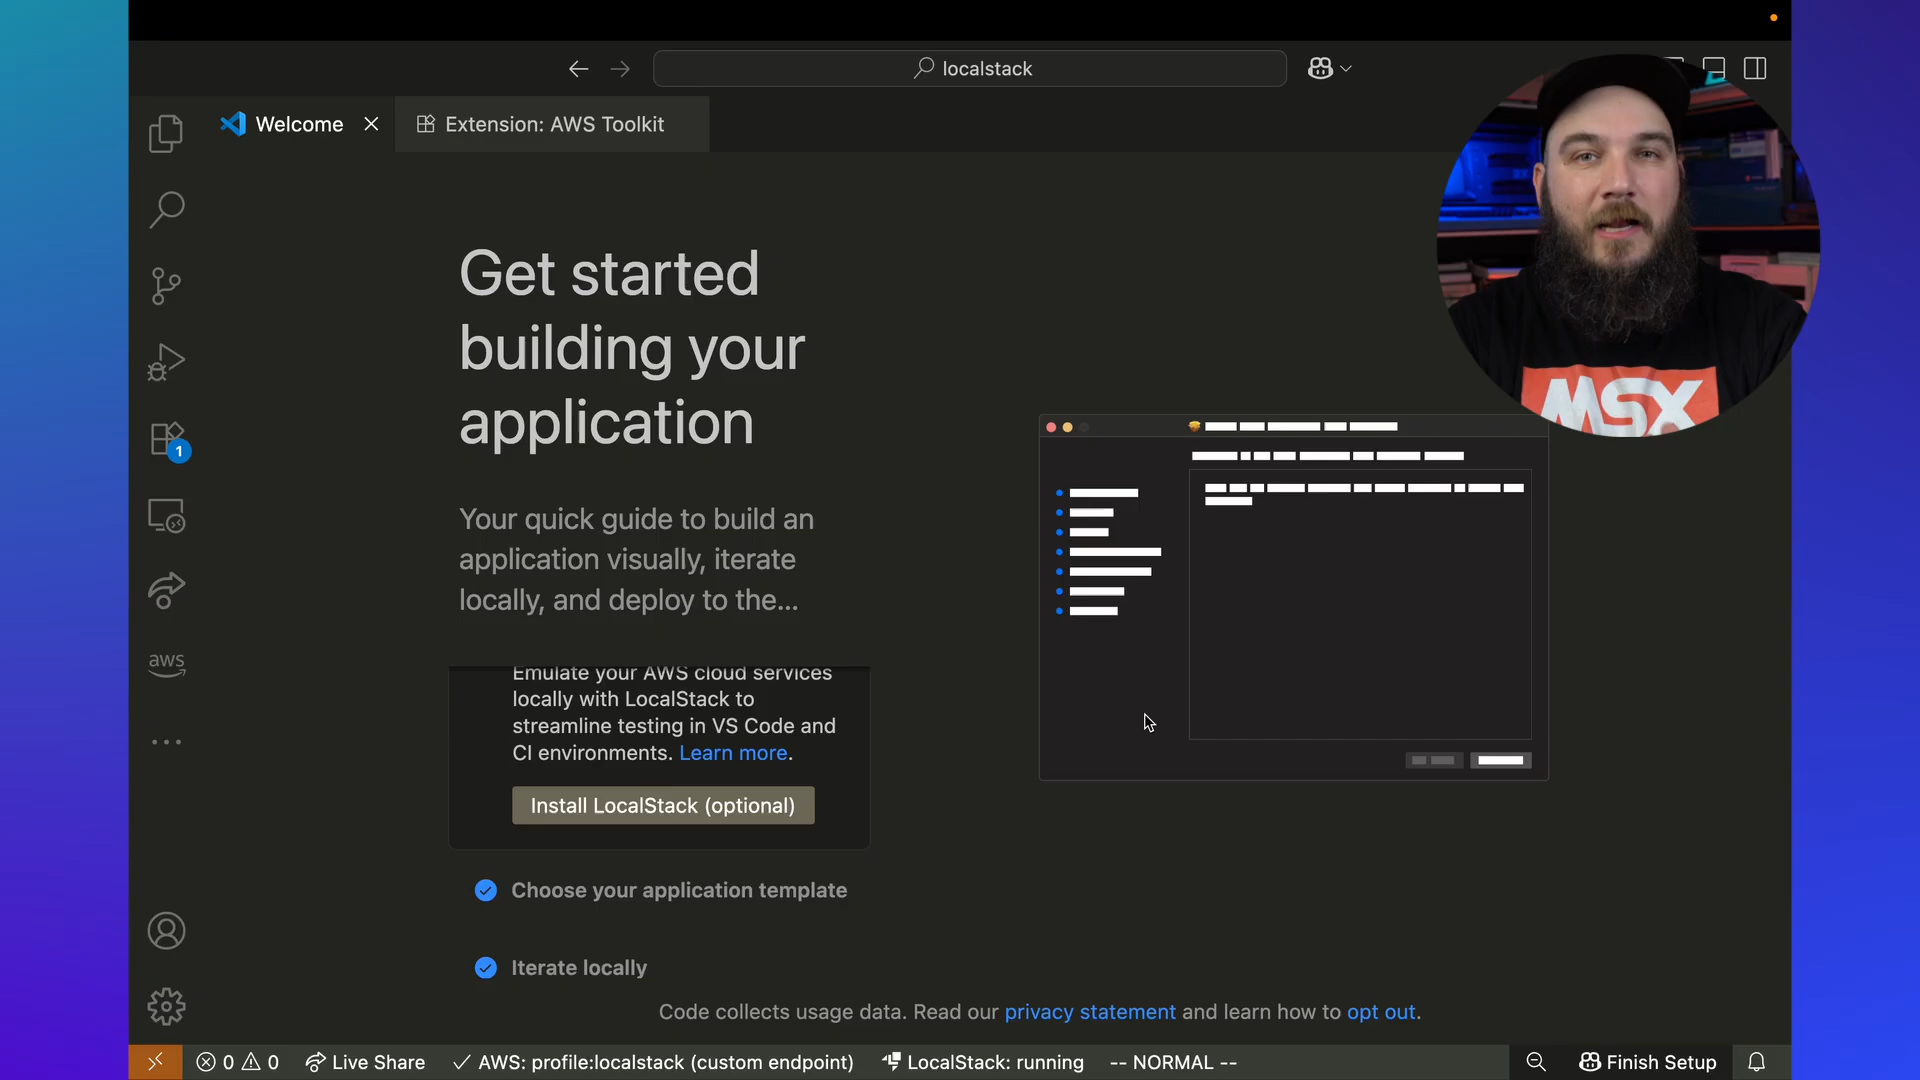 localstack
Welcome
Extension: AWS Toolkit
Get started
building your
application
Your quick guide to build an
application visually, iterate
locally, and deploy to the...
Emulate your AWS cloud services
locally with LocalStack to
streamline testing in VS Code and
CI environments. Learn more.
Install LocalStack (optional)
Choose your application template
Iterate locally
Code collects usage data. Read our privacy statement and learn how to opt out.
1
aws
MSX
0 0 Live Share AWS: profile:localstack (custom endpoint) LocalStack: running -- NORMAL -- Finish Setup